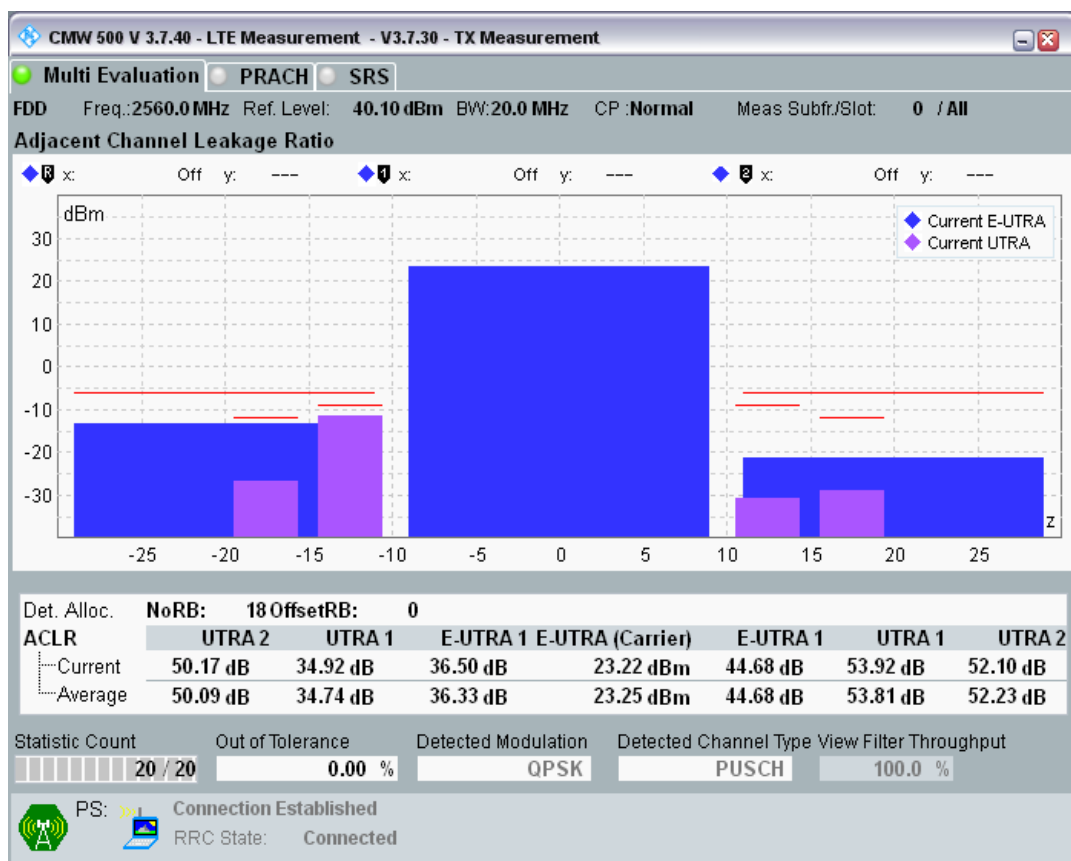 CMW 500 V 3.7.40 - LTE Measurement - V3.7.30 - TX Measurement
Multi Evaluation PRACH SRS
FDD Freq.:2560.0 MHz Ref. Level: 40.10 dBm BW:20.0 MHz CP :Normal Meas Subfr./Slot: 0 / All
Adjacent Channel Leakage Ratio
R x: Off y: --- 1 x: Off y: --- 2 x: Off y: ---
dBm
Current E-UTRA
Current UTRA
30
20
10
0
-10
-20
-30
z
-25 -20 -15 -10 -5 0 5 10 15 20 25
Det. Alloc. NoRB: 18 OffsetRB: 0
ACLR UTRA 2 UTRA 1 E-UTRA 1 E-UTRA (Carrier) E-UTRA 1 UTRA 1 UTRA 2
Current 50.17 dB 34.92 dB 36.50 dB 23.22 dBm 44.68 dB 53.92 dB 52.10 dB
Average 50.09 dB 34.74 dB 36.33 dB 23.25 dBm 44.68 dB 53.81 dB 52.23 dB
Statistic Count Out of Tolerance Detected Modulation Detected Channel Type View Filter Throughput
20 / 20 0.00 % QPSK PUSCH 100.0 %
PS: Connection Established
RRC State: Connected